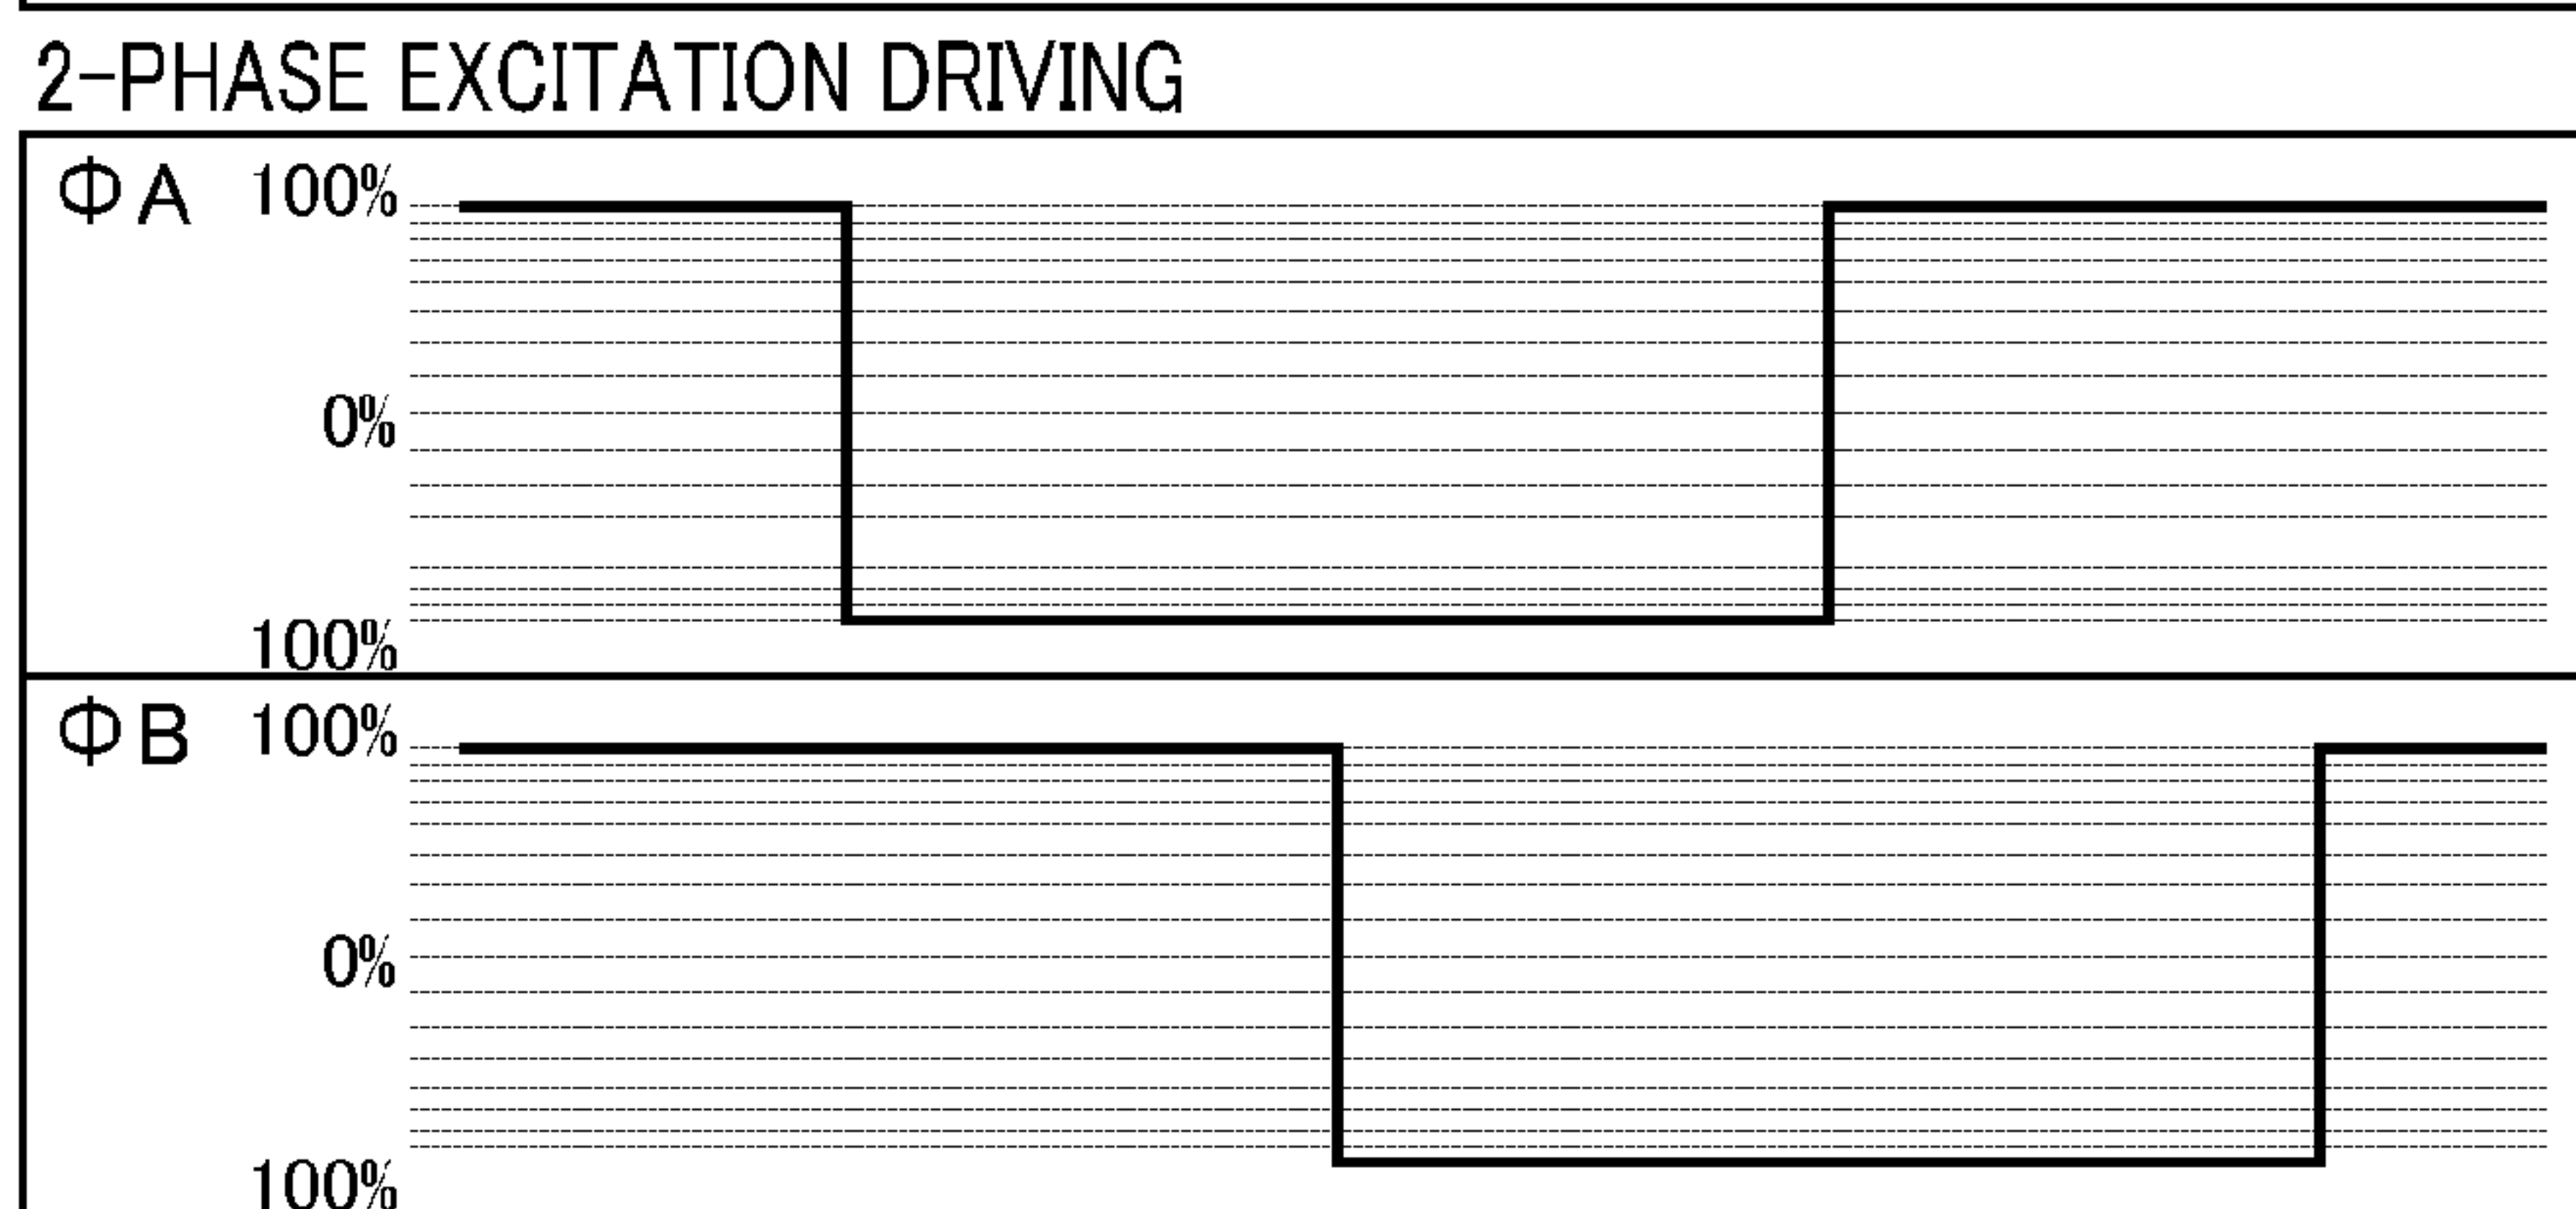 2-PHASE EXCITATION DRIVING
ΦA 100%
0%
100%
ΦB 100%
0%
100%